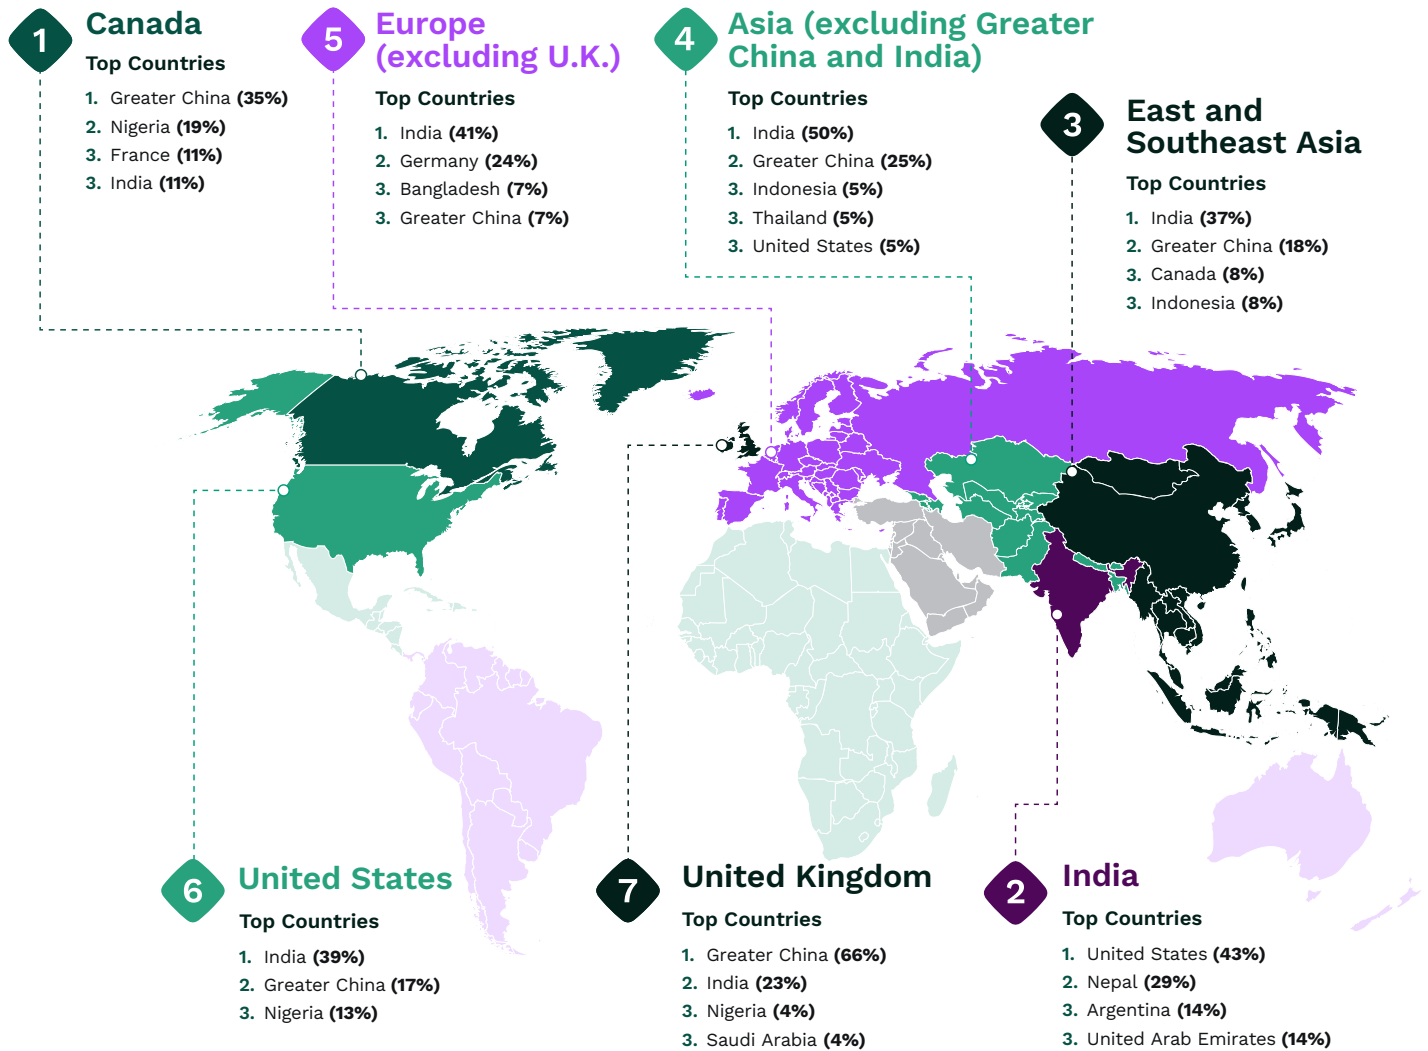 1
Canada
Top Countries
1. Greater China (35%)
2. Nigeria (19%)
3. France (11%)
3. India (11%)
5
Europe
(excluding U.K.)
Top Countries
1. India (41%)
2. Germany (24%)
3. Bangladesh (7%)
3. Greater China (7%)
4
Asia (excluding Greater
China and India)
Top Countries
1. India (50%)
2. Greater China (25%)
3. Indonesia (5%)
3. Thailand (5%)
3. United States (5%)
3
East and
Southeast Asia
Top Countries
1. India (37%)
2. Greater China (18%)
3. Canada (8%)
3. Indonesia (8%)
6
United States
Top Countries
1. India (39%)
2. Greater China (17%)
3. Nigeria (13%)
7
United Kingdom
Top Countries
1. Greater China (66%)
2. India (23%)
3. Nigeria (4%)
3. Saudi Arabia (4%)
2
India
Top Countries
1. United States (43%)
2. Nepal (29%)
3. Argentina (14%)
3. United Arab Emirates (14%)